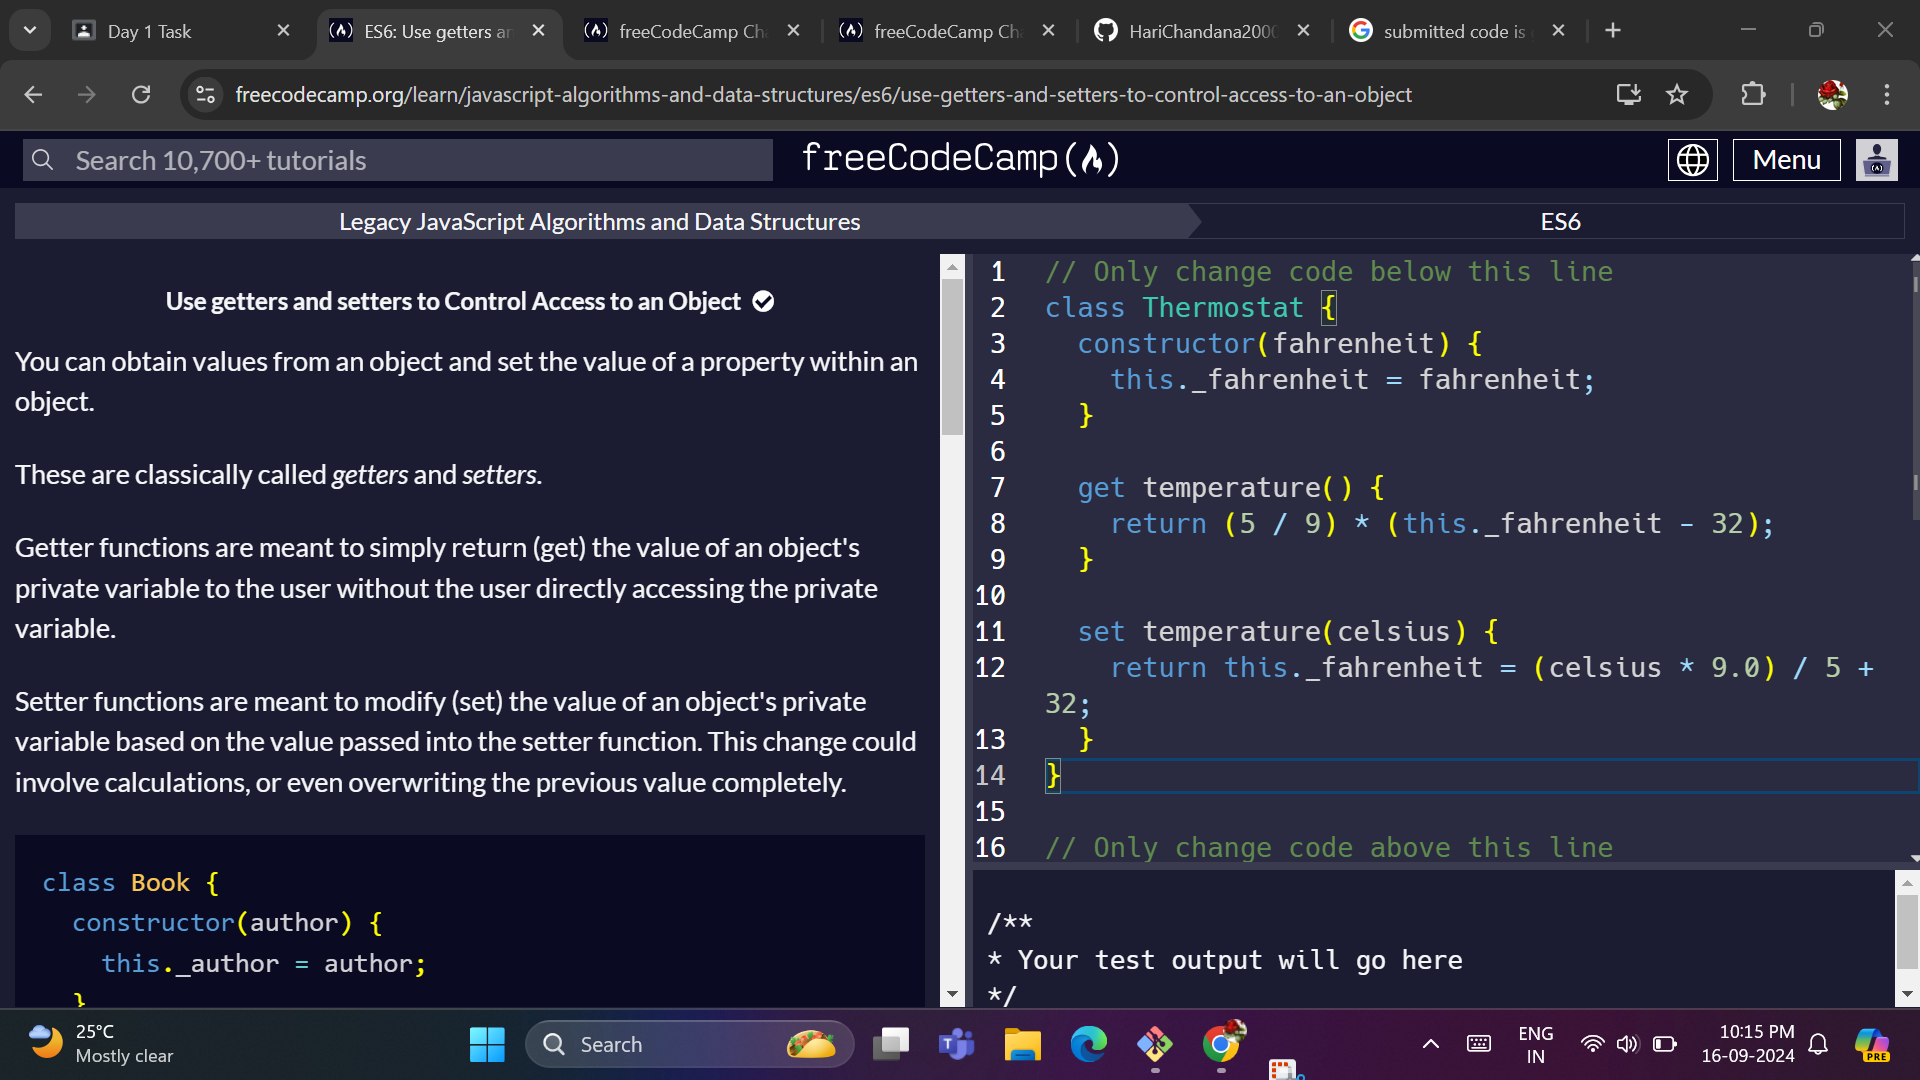 Day 1 Task
ES6: Use getters an
freeCodeCamp Cha
freeCodeCamp Cha
HariChandana2000
submitted code is
freecodecamp.org/learn/javascript-algorithms-and-data-structures/es6/use-getters-and-setters-to-control-access-to-an-object
Search 10,700+ tutorials
freeCodeCamp
Menu
Legacy JavaScript Algorithms and Data Structures
ES6
Use getters and setters to Control Access to an Object
You can obtain values from an object and set the value of a property within an
object.
These are classically called getters and setters.
Getter functions are meant to simply return (get) the value of an object's
private variable to the user without the user directly accessing the private
variable.
Setter functions are meant to modify (set) the value of an object's private
variable based on the value passed into the setter function. This change could
involve calculations, or even overwriting the previous value completely.
class Book {
constructor(author) {
this._author = author;
}
1 // Only change code below this line
2 class Thermostat {
3 constructor(fahrenheit) {
4 this._fahrenheit = fahrenheit;
5 }
6
7 get temperature() {
8 return (5 / 9) * (this._fahrenheit - 32);
9 }
10
11 set temperature(celsius) {
12 return this._fahrenheit = (celsius * 9.0) / 5 +
32;
13 }
14 }
15
16 // Only change code above this line
/**
* Your test output will go here
*/
25°C
Mostly clear
Search
ENG
IN
10:15 PM
16-09-2024
PRE